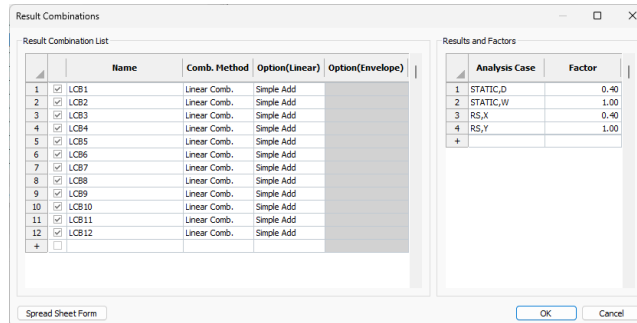 Result Combinations
Result Combination List
Name Comb. Method Option(Linear) Option(Envelope)
1 LCB1 Linear Comb. Simple Add
2 LCB2 Linear Comb. Simple Add
3 LCB3 Linear Comb. Simple Add
4 LCB4 Linear Comb. Simple Add
5 LCB5 Linear Comb. Simple Add
6 LCB6 Linear Comb. Simple Add
7 LCB7 Linear Comb. Simple Add
8 LCB8 Linear Comb. Simple Add
9 LCB9 Linear Comb. Simple Add
10 LCB10 Linear Comb. Simple Add
11 LCB11 Linear Comb. Simple Add
12 LCB12 Linear Comb. Simple Add
+
Results and Factors
Analysis Case Factor
1 STATIC,D 0.40
2 STATIC,W 1.00
3 RS,X 0.40
4 RS,Y 1.00
+
Spread Sheet Form
OK Cancel